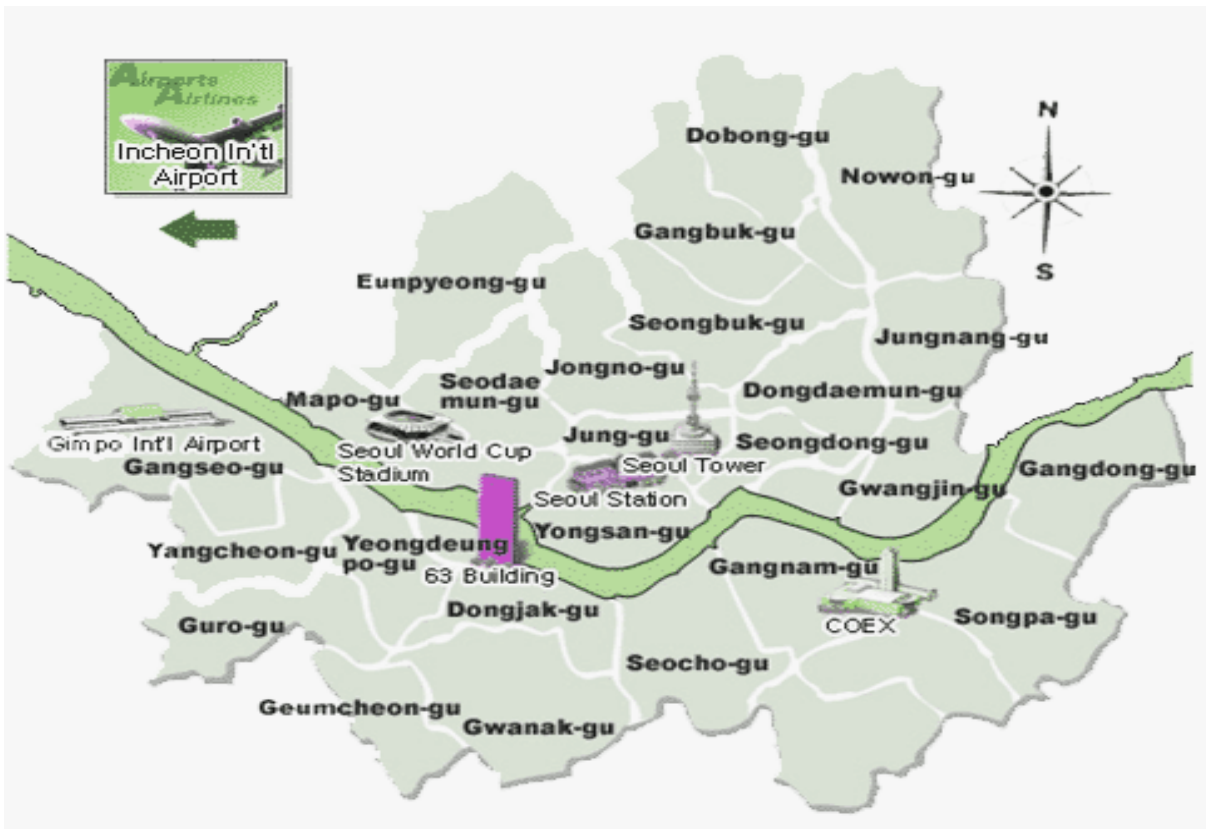 Airports
Airlines
Incheon In'tl
Airport
N
S
Dobong-gu
Nowon-gu
Gangbuk-gu
Eunpyeong-gu
Seongbuk-gu
Jungnang-gu
Jongno-gu
Seodae
mun-gu
Dongdaemun-gu
Mapo-gu
Jung-gu
Seongdong-gu
Gimpo Int'l Airport
Seoul World Cup
Stadium
Seoul Tower
Gangseo-gu
Gangdong-gu
Seoul Station
Gwangjin-gu
Yongsan-gu
Yangcheon-gu
Yeongdeung
po-gu
63 Building
Gangnam-gu
Dongjak-gu
COEX
Songpa-gu
Guro-gu
Seocho-gu
Geumcheon-gu
Gwanak-gu